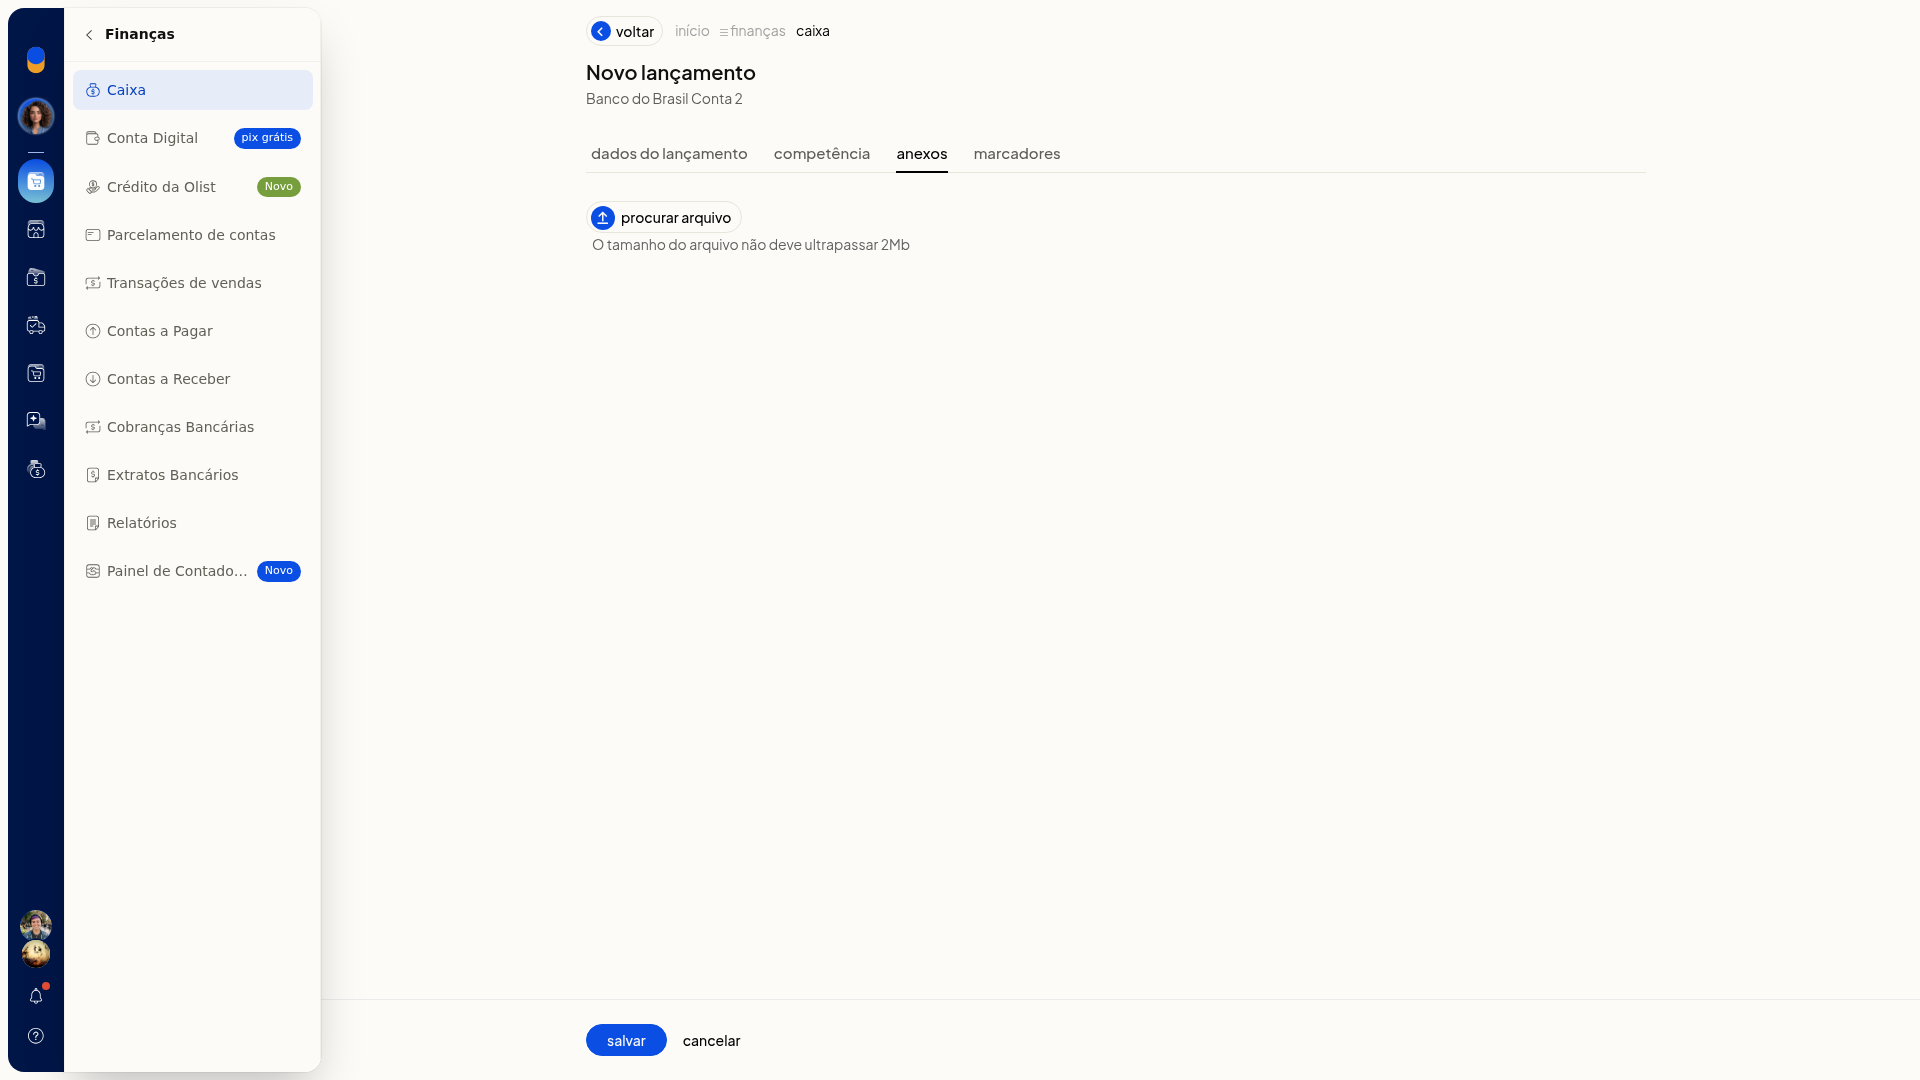 Finanças
Caixa
Conta Digital
pix grátis
Crédito da Olist
Novo
Parcelamento de contas
Transações de vendas
Contas a Pagar
Contas a Receber
Cobranças Bancárias
Extratos Bancários
Relatórios
Painel de Contado...
Novo
voltar
início
finanças
caixa
Novo lançamento
Banco do Brasil Conta 2
dados do lançamento
competência
anexos
marcadores
procurar arquivo
O tamanho do arquivo não deve ultrapassar 2Mb
salvar
cancelar